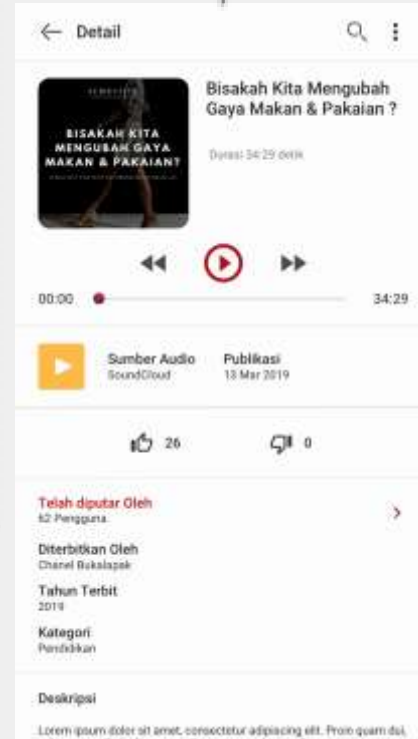 Detail
Bisakah Kita Mengubah
Gaya Makan & Pakaian ?
BISAKAH KITA
MENGUBAH GAYA
MAKAN & PAKAIAN?
Durasi 34:29 detik
00:00
34:29
Sumber Audio
SoundCloud
Publikasi
13 Mar 2019
26
0
Telah diputar Oleh
62 Pengguna
Diterbitkan Oleh
Chanel Bukalapak
Tahun Terbit
2019
Kategori
Pendidikan
Deskripsi
Lorem ipsum dolor sit amet, consectetur adipiscing elit. Proin quam dui,